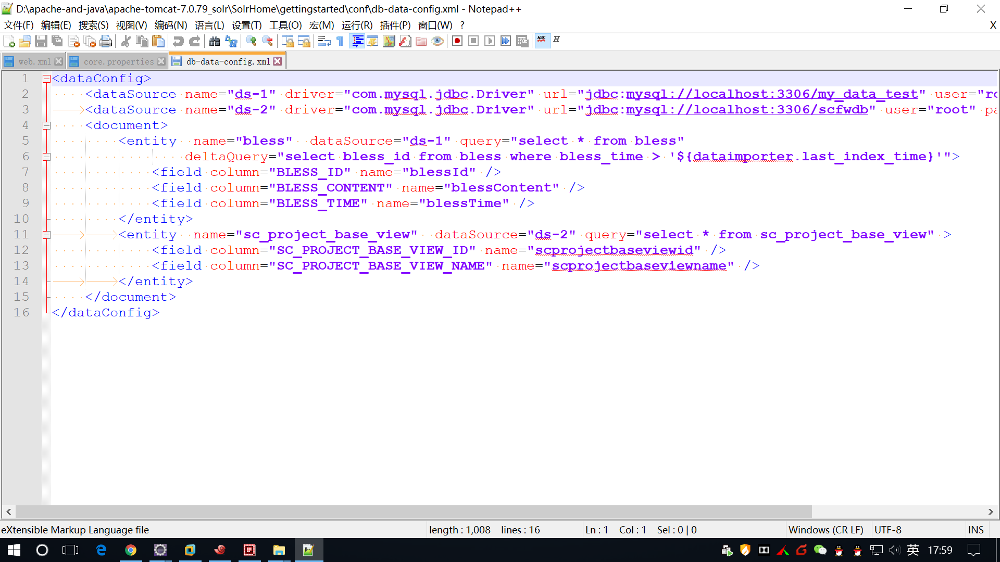 D:\apache-and-java\apache-tomcat-7.0.79_solr\SolrHome\gettingstarted\conf\db-data-config.xml - Notepad++
文件(F) 编辑(E) 搜索(S) 视图(V) 编码(N) 语言(L) 设置(T) 工具(O) 宏(M) 运行(R) 插件(P) 窗口(W) ? X
ABC H
web.xml core.properties db-data-config.xml
1 <dataConfig>
2 <dataSource name="ds-1" driver="com.mysql.jdbc.Driver" url="jdbc:mysql://localhost:3306/my_data_test" user="ro
3 <dataSource name="ds-2" driver="com.mysql.jdbc.Driver" url="jdbc:mysql://localhost:3306/scfwdb" user="root" pa
4 <document>
5 <entity  name="bless"  dataSource="ds-1" query="select * from bless"
6 deltaQuery="select bless_id from bless where bless_time > '${dataimporter.last_index_time}'">
7 <field column="BLESS_ID" name="blessId" />
8 <field column="BLESS_CONTENT" name="blessContent" />
9 <field column="BLESS_TIME" name="blessTime" />
10 </entity>
11 <entity  name="sc_project_base_view"  dataSource="ds-2" query="select * from sc_project_base_view" >
12 <field column="SC_PROJECT_BASE_VIEW_ID" name="scprojectbaseviewid" />
13 <field column="SC_PROJECT_BASE_VIEW_NAME" name="scprojectbaseviewname" />
14 </entity>
15 </document>
16 </dataConfig>
eXtensible Markup Language file length : 1,008 lines : 16 Ln : 1 Col : 1 Sel : 0 | 0 Windows (CR LF) UTF-8 INS
英 17:59